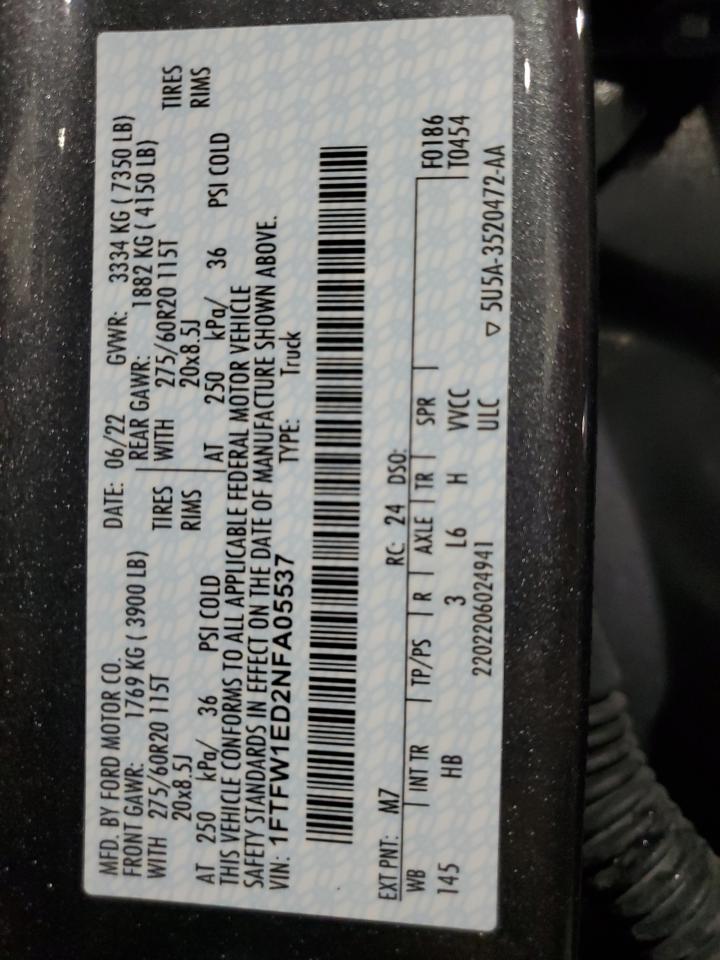 MFD. BY FORD MOTOR CO. DATE: 06/22 GVWR: 3334 KG ( 7350 LB)
FRONT GAWR: 1769 KG ( 3900 LB) REAR GAWR: 1882 KG ( 4150 LB)
WITH 275/60R20 115T TIRES WITH 275/60R20 115T TIRES
20x8.5J RIMS 20x8.5J RIMS
AT 250 kPa/ 36 PSI COLD AT 250 kPa/ 36 PSI COLD
THIS VEHICLE CONFORMS TO ALL APPLICABLE FEDERAL MOTOR VEHICLE
SAFETY STANDARDS IN EFFECT ON THE DATE OF MANUFACTURE SHOWN ABOVE.
VIN: 1FTFW1ED2NFA05537 TYPE: Truck
EXT PNT: M7 RC: 24 DSO: F0186
WB INT TR TP/PS R AXLE TR SPR T0454
145 HB 3 L6 H VVCC
2202206024941 ULC ▽ 5U5A-3520472-AA